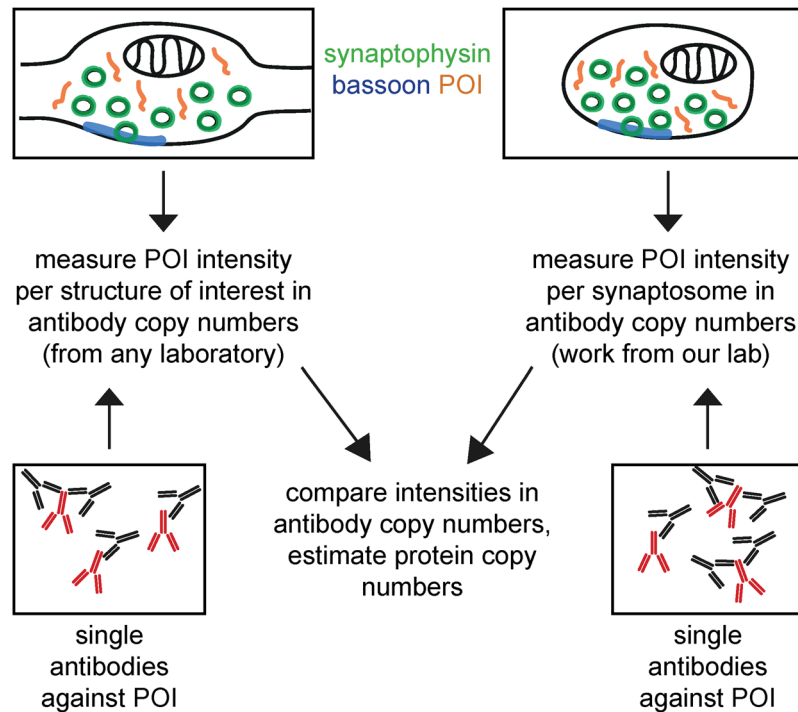 synaptophysin
bassoon POI
measure POI intensity
per structure of interest in
antibody copy numbers
(from any laboratory)
measure POI intensity
per synaptosome in
antibody copy numbers
(work from our lab)
compare intensities in
antibody copy numbers,
estimate protein copy
numbers
single
antibodies
against POI
single
antibodies
against POI